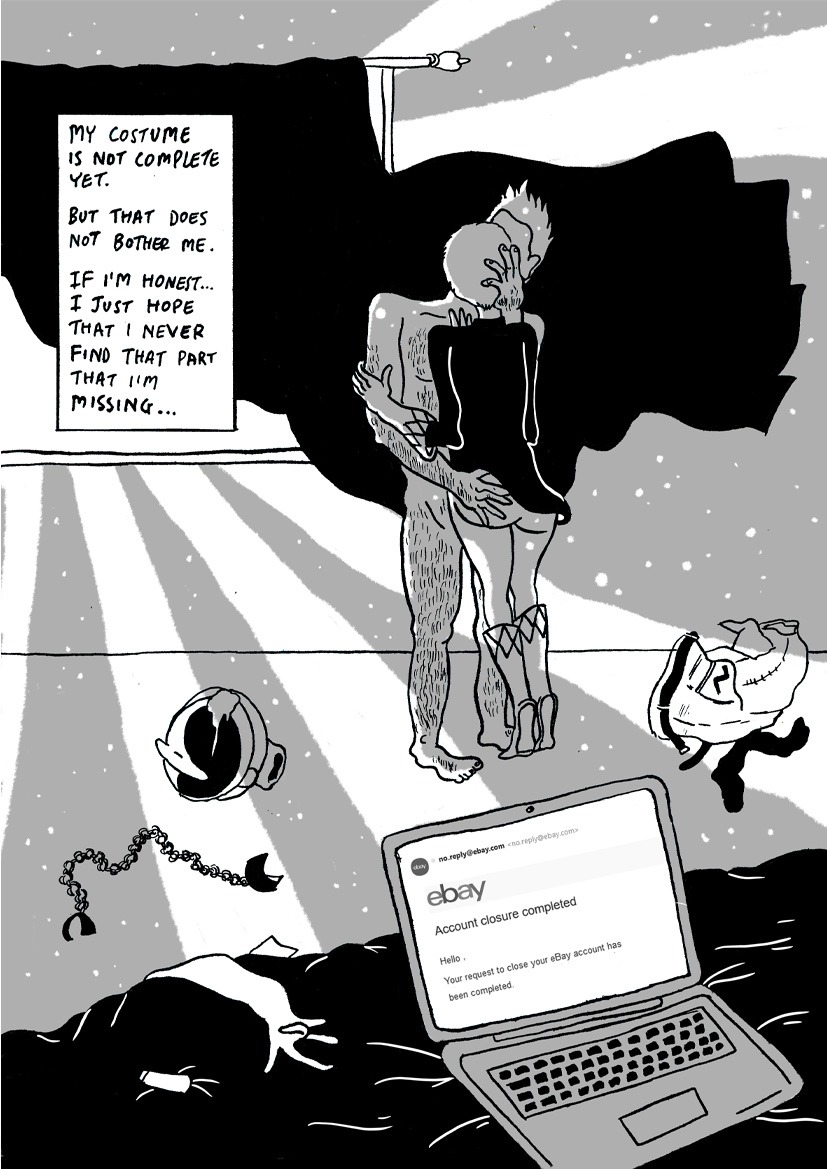 MY COSTUME
IS NOT COMPLETE
YET.
BUT THAT DOES
NOT BOTHER ME.
IF I'M HONEST...
I JUST HOPE
THAT I NEVER
FIND THAT PART
THAT I'M
MISSING...
ebay no.reply@ebay.com <no.reply@ebay.com>
ebay
Account closure completed
Hello ,
Your request to close your eBay account has
been completed.